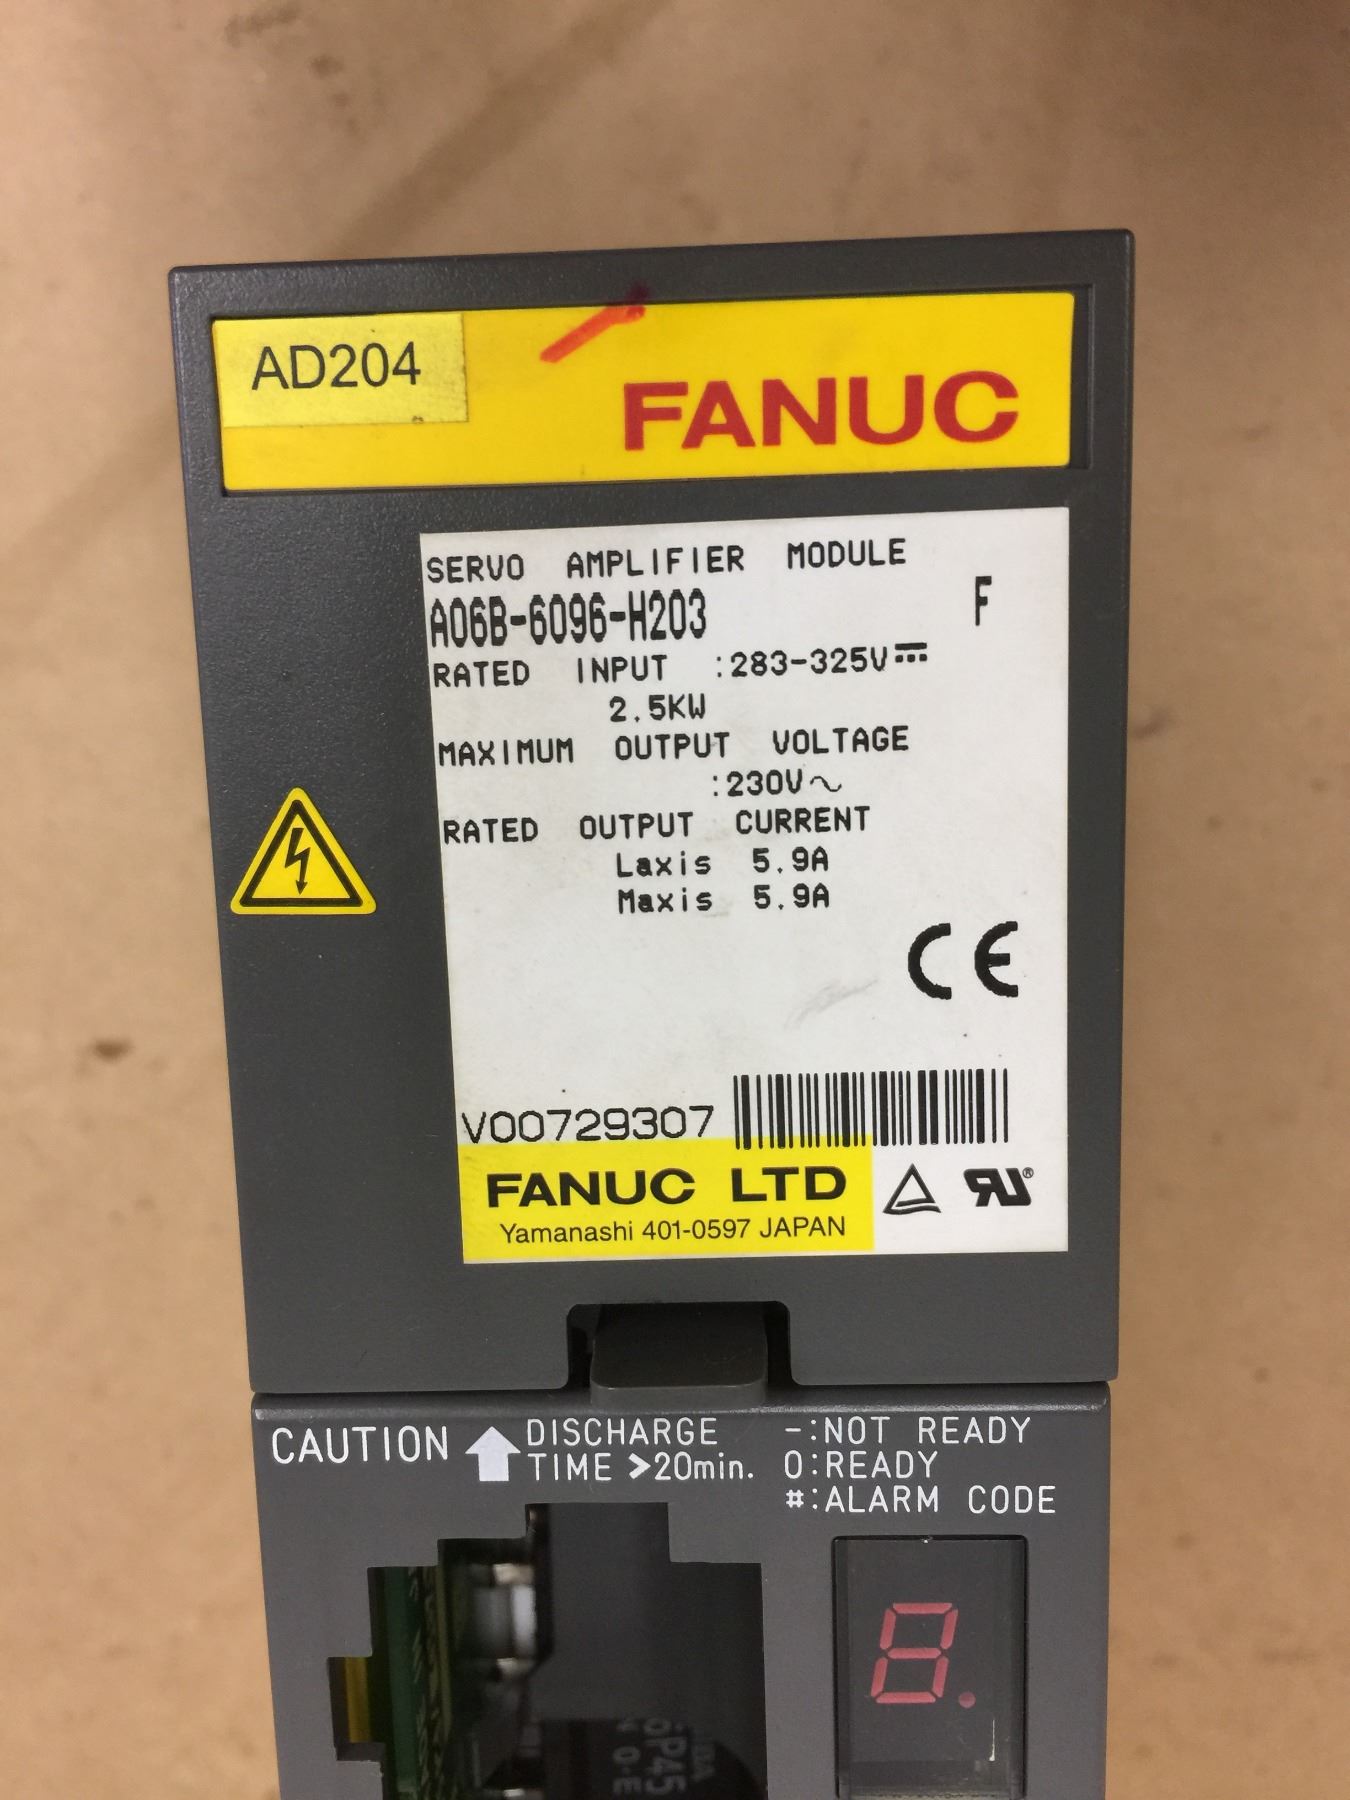 AD204
FANUC
SERVO AMPLIFIER MODULE
A06B-6096-H203 F
RATED INPUT :283-325V⎓
2.5KW
MAXIMUM OUTPUT VOLTAGE
:230V∿
RATED OUTPUT CURRENT
Laxis 5.9A
Maxis 5.9A
CE
V00729307
FANUC LTD
Yamanashi 401-0597 JAPAN
CAUTION
DISCHARGE
TIME >20min.
-:NOT READY
0:READY
#:ALARM CODE
8.